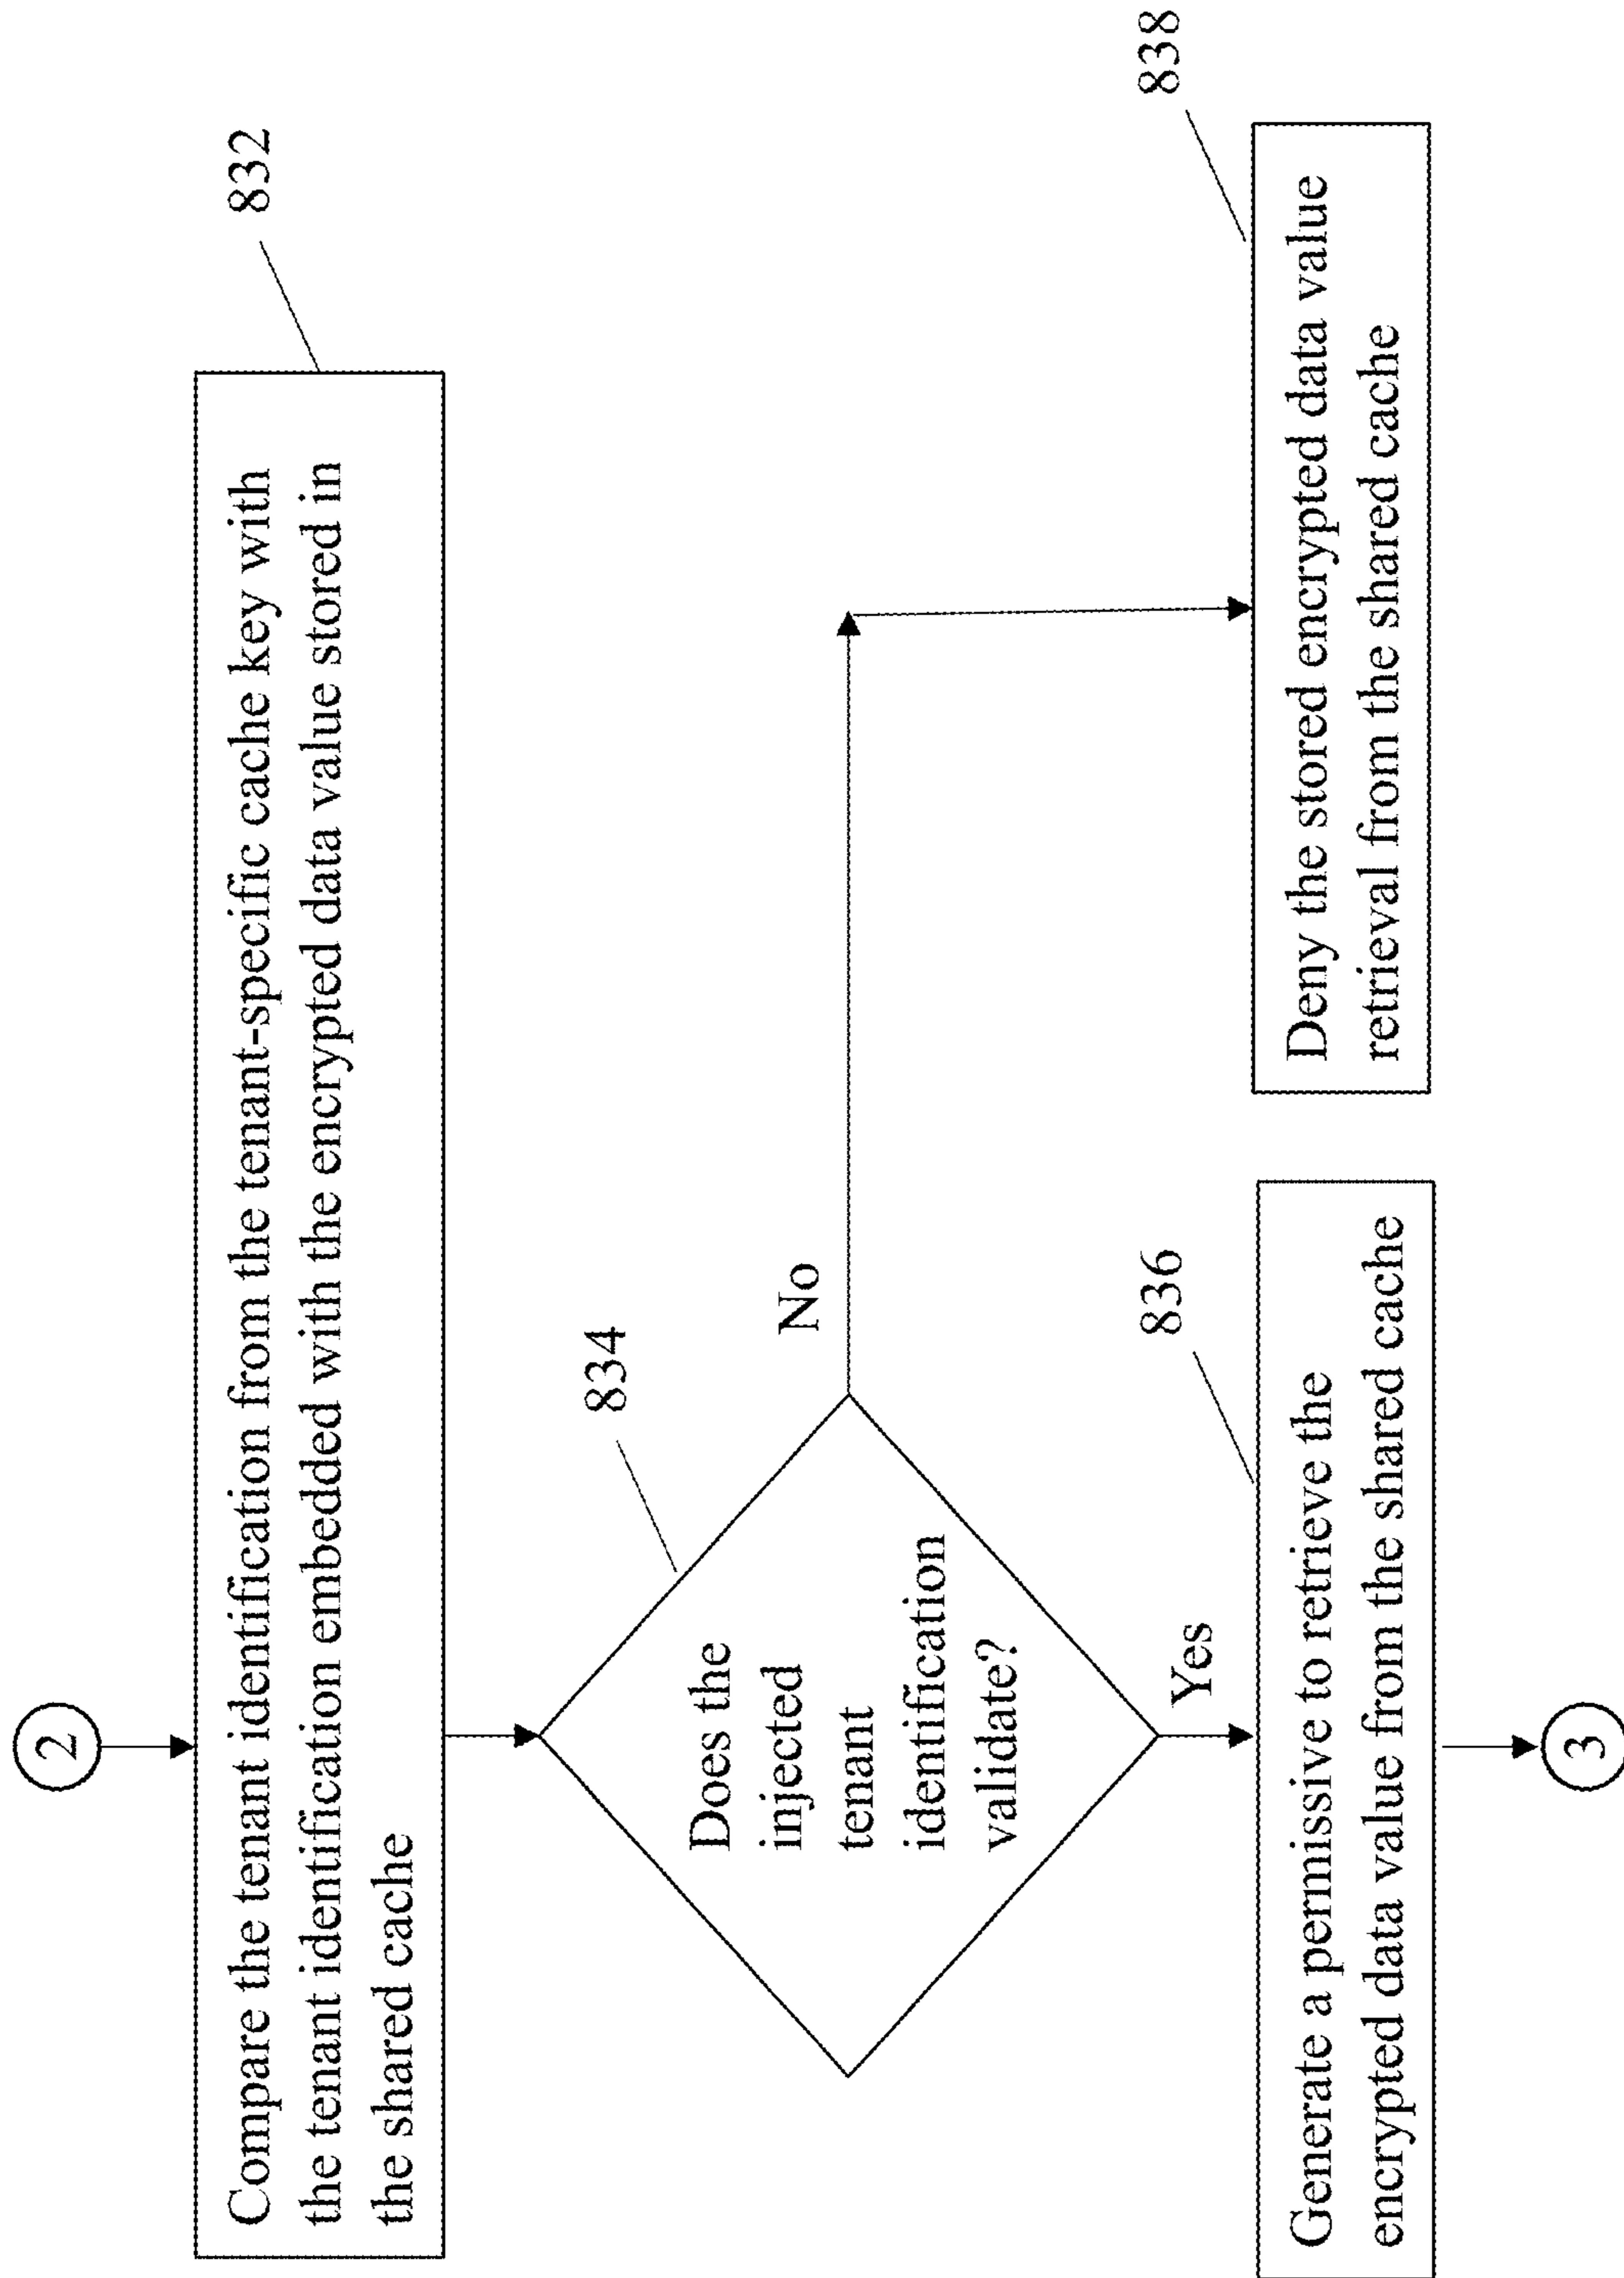 2
832
Compare the tenant identification from the tenant-specific cache key with
the tenant identification embedded with the encrypted data value stored in
the shared cache
834
Does the
injected
tenant
identification
validate?
No
Yes
836
Generate a permissive to retrieve the
encrypted data value from the shared cache
838
Deny the stored encrypted data value
retrieval from the shared cache
3